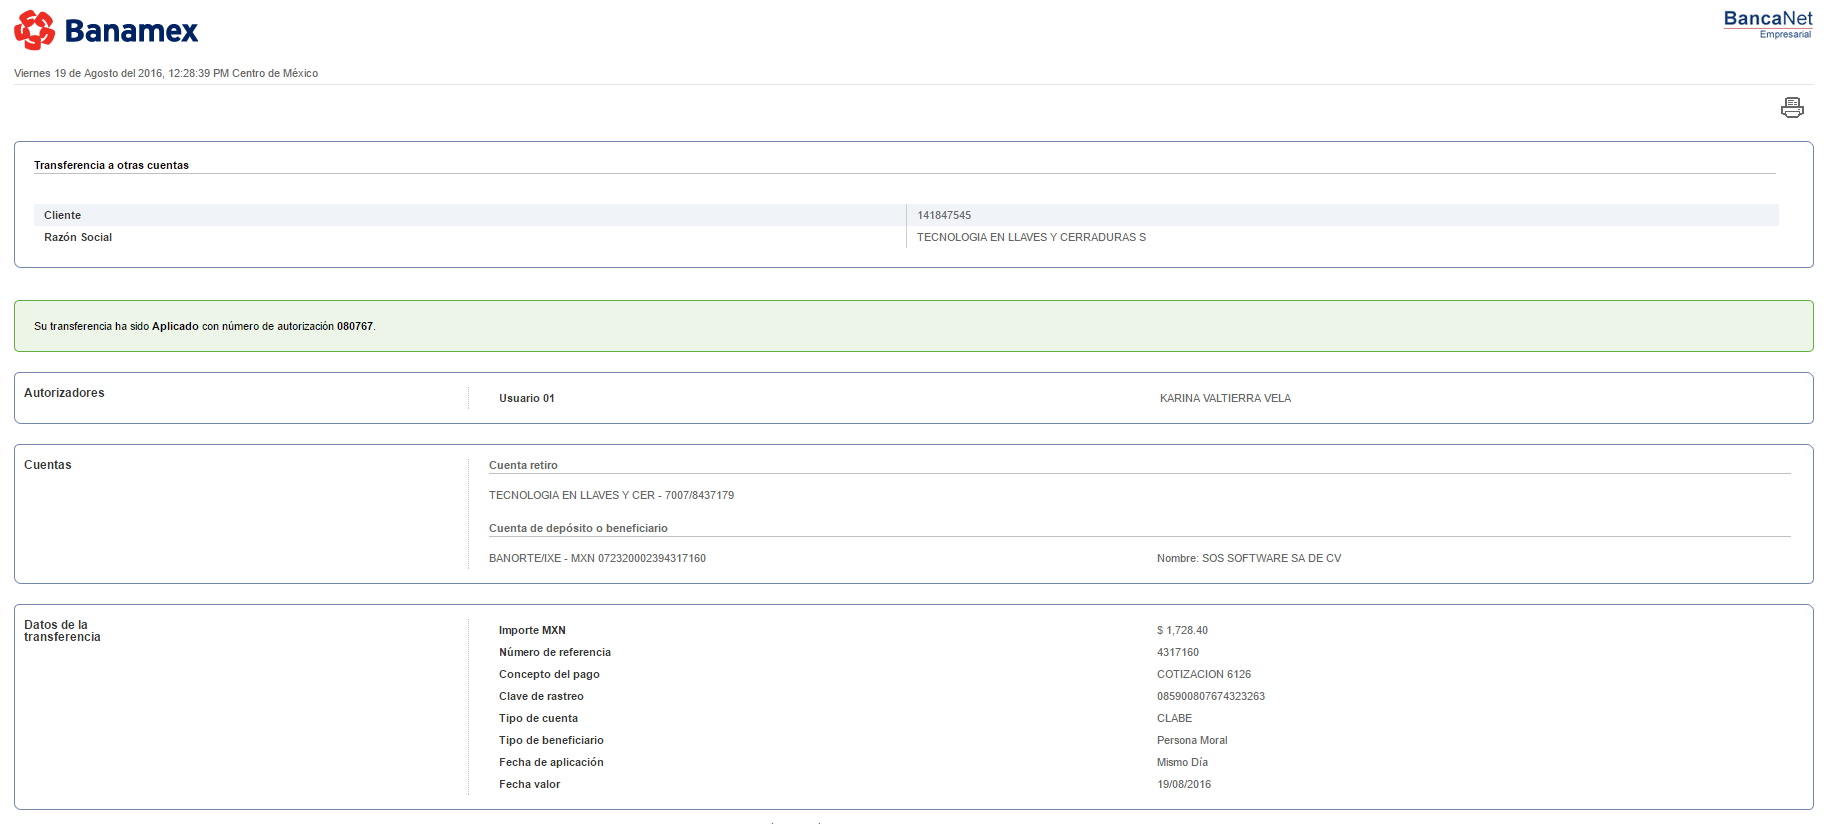 Banamex
BancaNet
Empresarial
Viernes 19 de Agosto del 2016, 12:28:39 PM Centro de México
Transferencia a otras cuentas
Cliente 141847545
Razón Social TECNOLOGIA EN LLAVES Y CERRADURAS S
Su transferencia ha sido Aplicado con número de autorización 080767.
Autorizadores Usuario 01 KARINA VALTIERRA VELA
Cuentas Cuenta retiro
TECNOLOGIA EN LLAVES Y CER - 7007/8437179
Cuenta de depósito o beneficiario
BANORTE/IXE - MXN 072320002394317160 Nombre: SOS SOFTWARE SA DE CV
Datos de la
transferencia
Importe MXN $ 1,728.40
Número de referencia 4317160
Concepto del pago COTIZACION 6126
Clave de rastreo 085900807674323263
Tipo de cuenta CLABE
Tipo de beneficiario Persona Moral
Fecha de aplicación Mismo Día
Fecha valor 19/08/2016